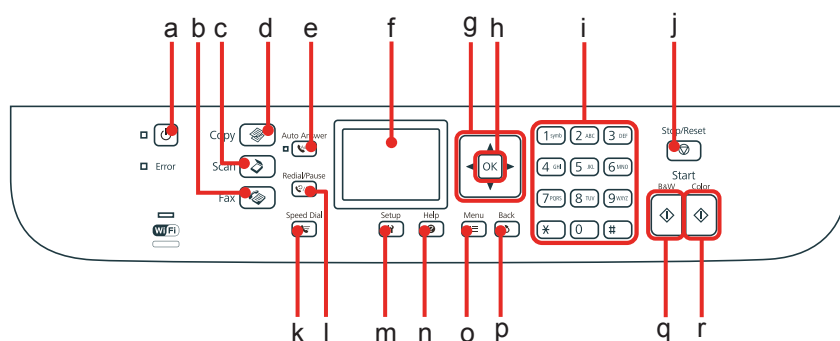 a b c d e f g h i j
Copy
Auto Answer
Error
Scan
Redial/Pause
Fax
WiFi
Speed Dial
Setup Help Menu Back
OK
1 symb 2 ABC 3 DEF
4 GHI 5 JKL 6 MNO
7 PQRS 8 TUV 9 WXYZ
* 0 #
Stop/Reset
Start
B&W Color
k l m n o p q r